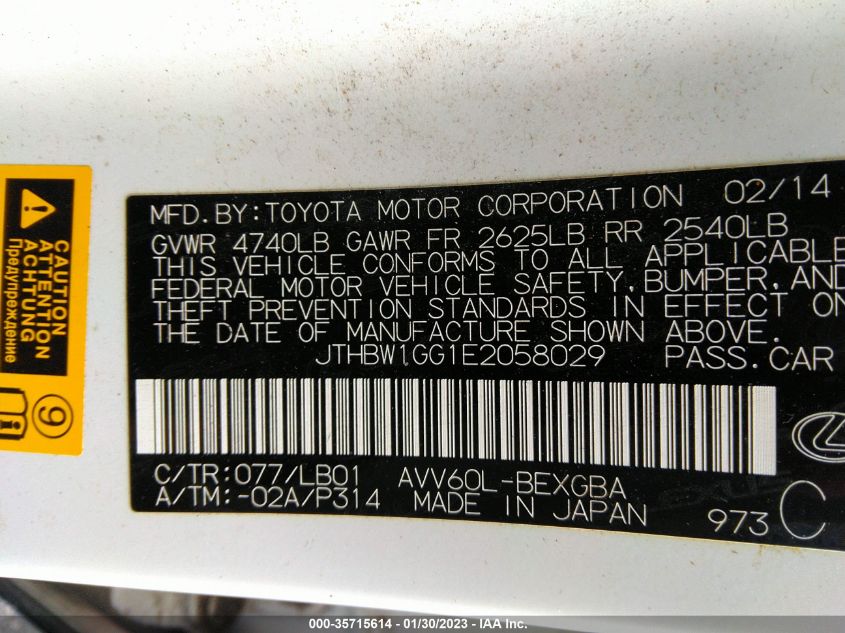 MFD.BY:TOYOTA MOTOR CORPORATION 02/14
GVWR 4740LB GAWR FR 2625LB RR 2540LB
THIS VEHICLE CONFORMS TO ALL APPLICABLE
FEDERAL MOTOR VEHICLE SAFETY, BUMPER, AND
THEFT PREVENTION STANDARDS IN EFFECT ON
THE DATE OF MANUFACTURE SHOWN ABOVE.
JTHBW1GG1E2058029 PASS.CAR
C/TR:077/LB01 AVV60L-BEXGBA
A/TM:-02A/P314 MADE IN JAPAN
973 C
CAUTION
ATTENTION
ACHTUNG
Предупреждение
9
000-35715614 - 01/30/2023 - IAA Inc.